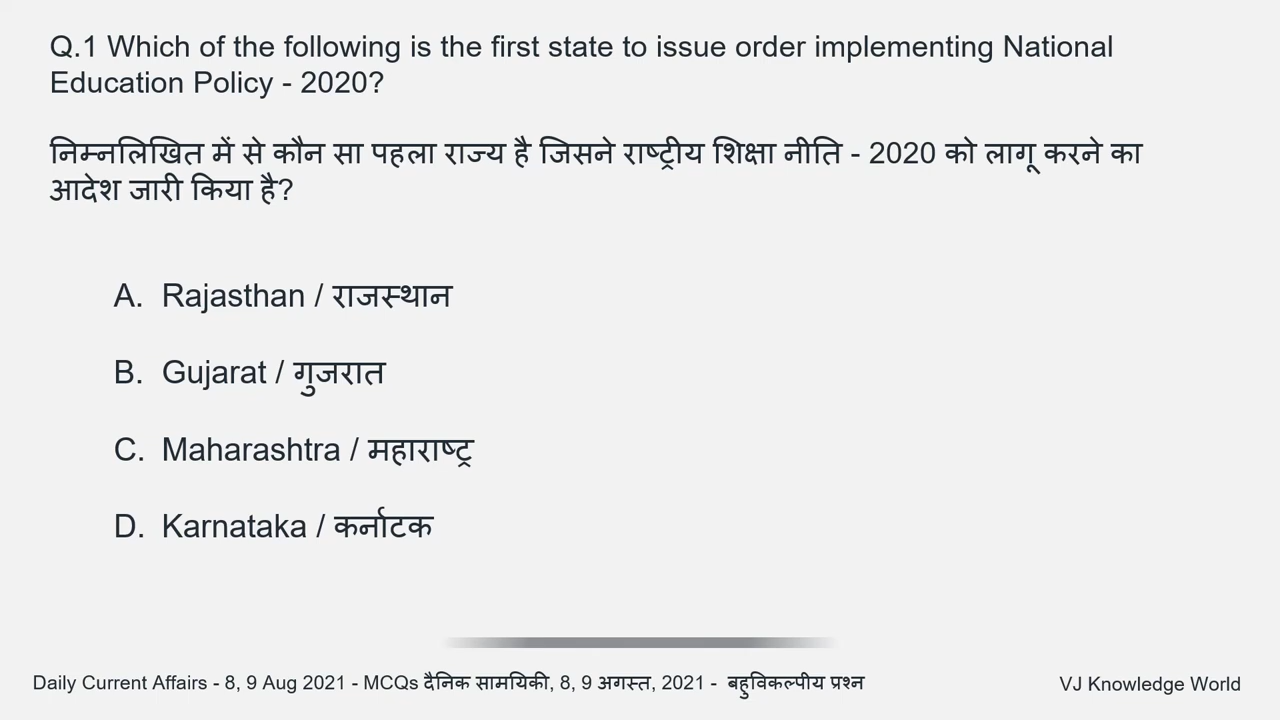 Q.1 Which of the following is the first state to issue order implementing National
Education Policy - 2020?
निम्नलिखित में से कौन सा पहला राज्य है जिसने राष्ट्रीय शिक्षा नीति - 2020 को लागू करने का
आदेश जारी किया है?
A. Rajasthan / राजस्थान
B. Gujarat / गुजरात
C. Maharashtra / महाराष्ट्र
D. Karnataka / कर्नाटक
Daily Current Affairs - 8, 9 Aug 2021 - MCQs दैनिक सामयिकी, 8, 9 अगस्त, 2021 - बहुविकल्पीय प्रश्न
VJ Knowledge World